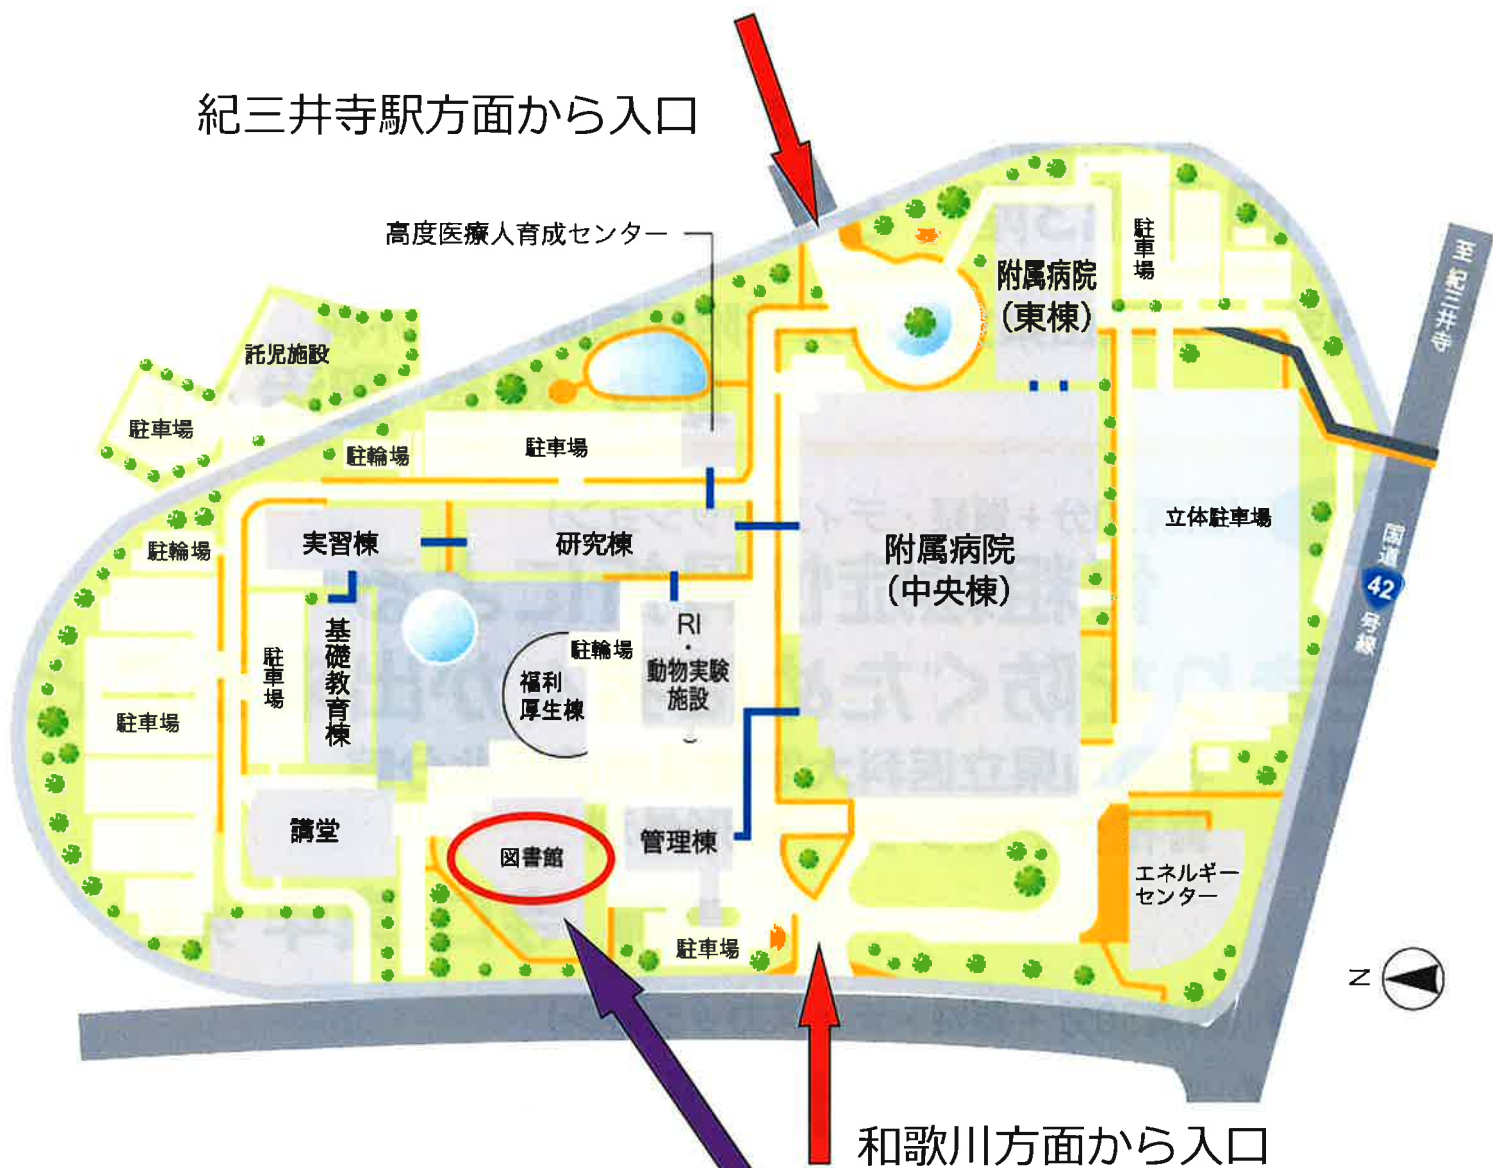 紀三井寺駅方面から入口
高度医療人育成センター
駐車場
附属病院
（東棟）
至 紀三井寺
託児施設
駐車場
駐輪場
駐車場
立体駐車場
国道
42
号線
実習棟
研究棟
附属病院
（中央棟）
駐輪場
基礎教育棟
駐車場
駐輪場
福利
厚生棟
RI
・
動物実験
施設
駐車場
講堂
図書館
管理棟
エネルギー
センター
駐車場
N
和歌川方面から入口